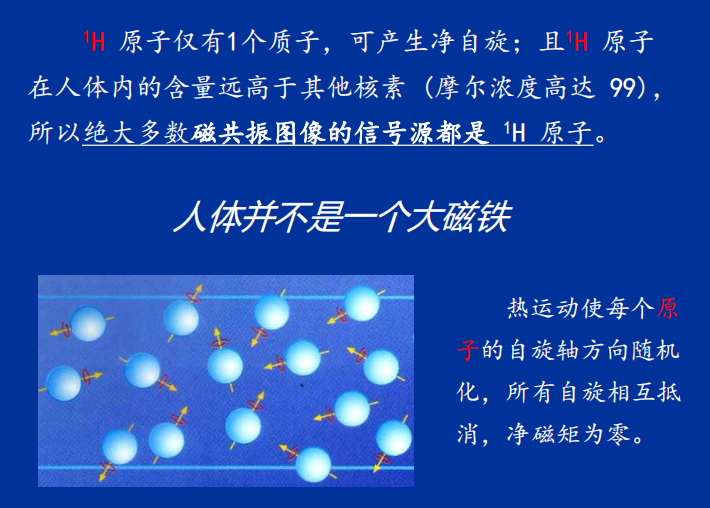 ¹H 原子仅有1个质子，可产生净自旋；且¹H 原子
在人体内的含量远高于其他核素（摩尔浓度高达 99），
所以绝大多数磁共振图像的信号源都是 ¹H 原子。
人体并不是一个大磁铁
热运动使每个原
子的自旋轴方向随机
化，所有自旋相互抵
消，净磁矩为零。